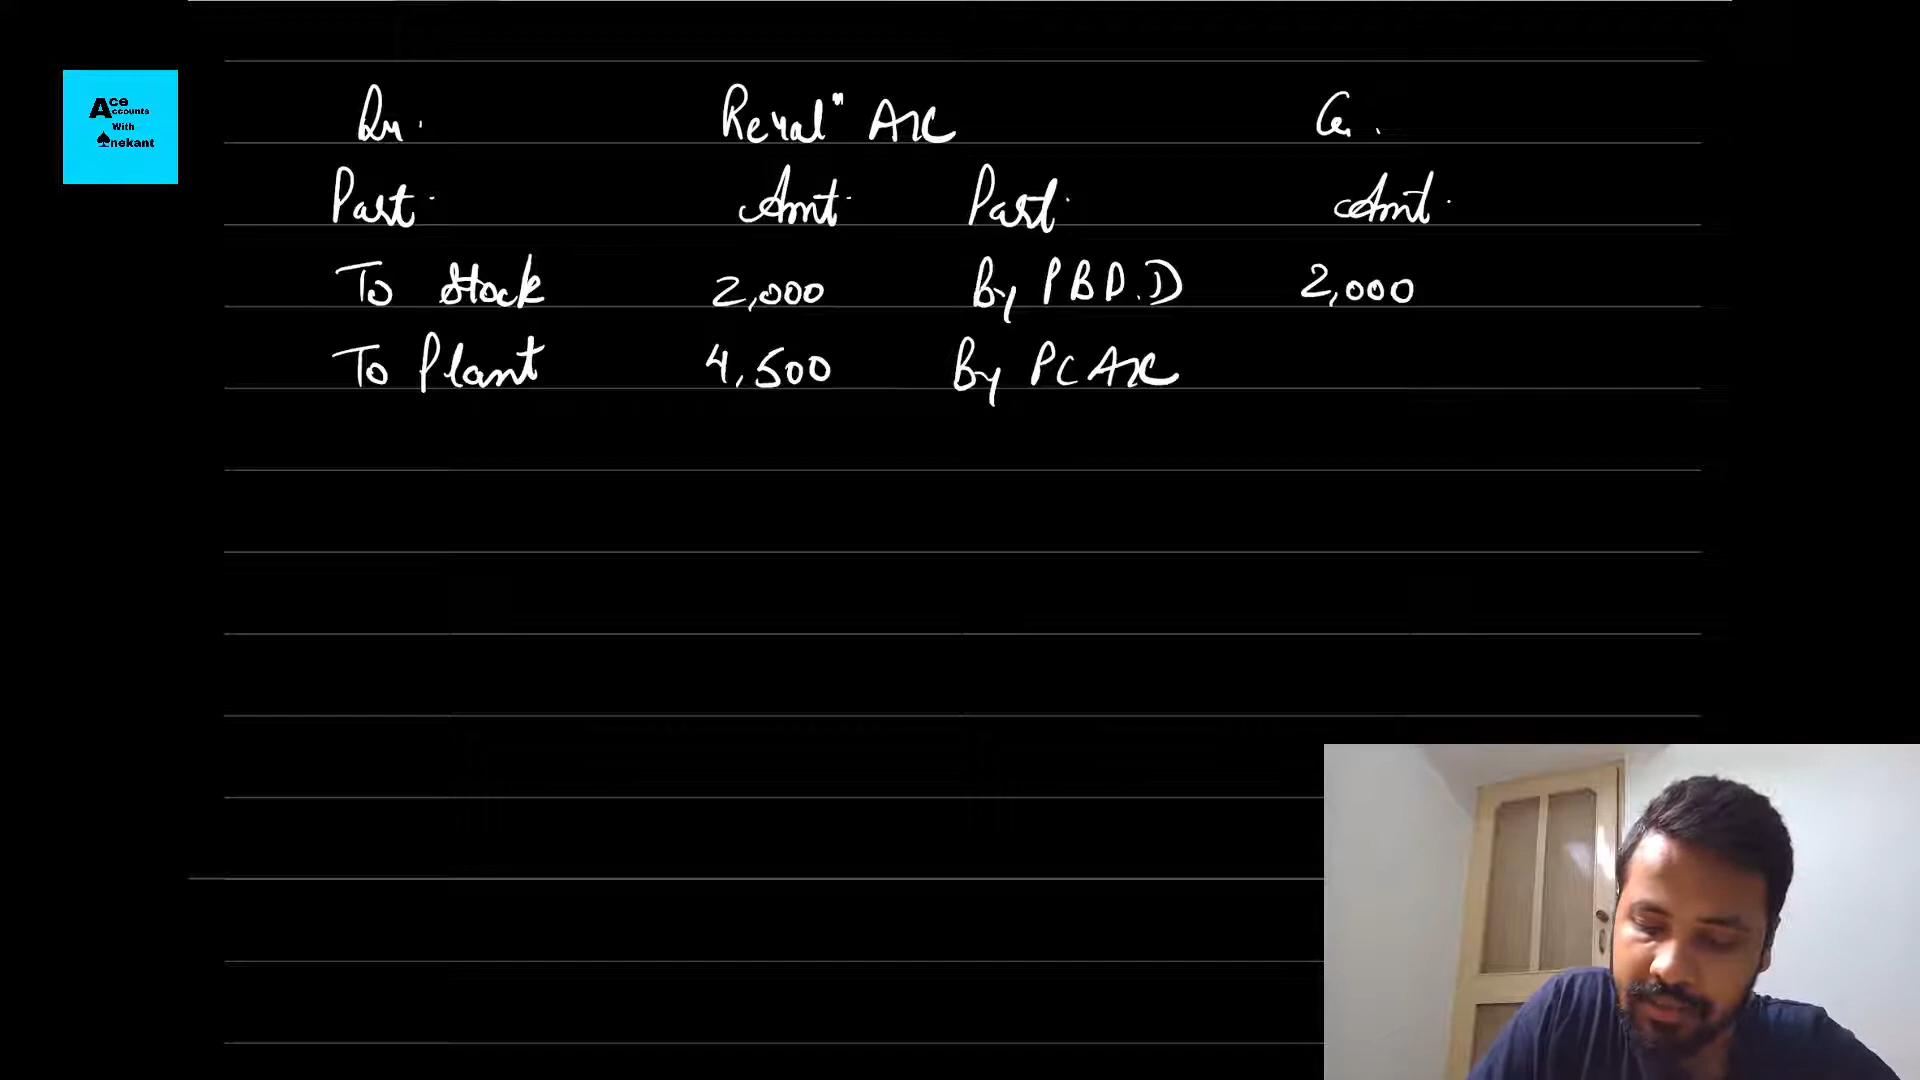 Ace
Accounts
With
Anekant
Dr. Reval" A/C Cr.
Part. Amt. Part. Amt.
To Stock 2,000 By PBD.D 2,000
To Plant 4,500 By PC A/C